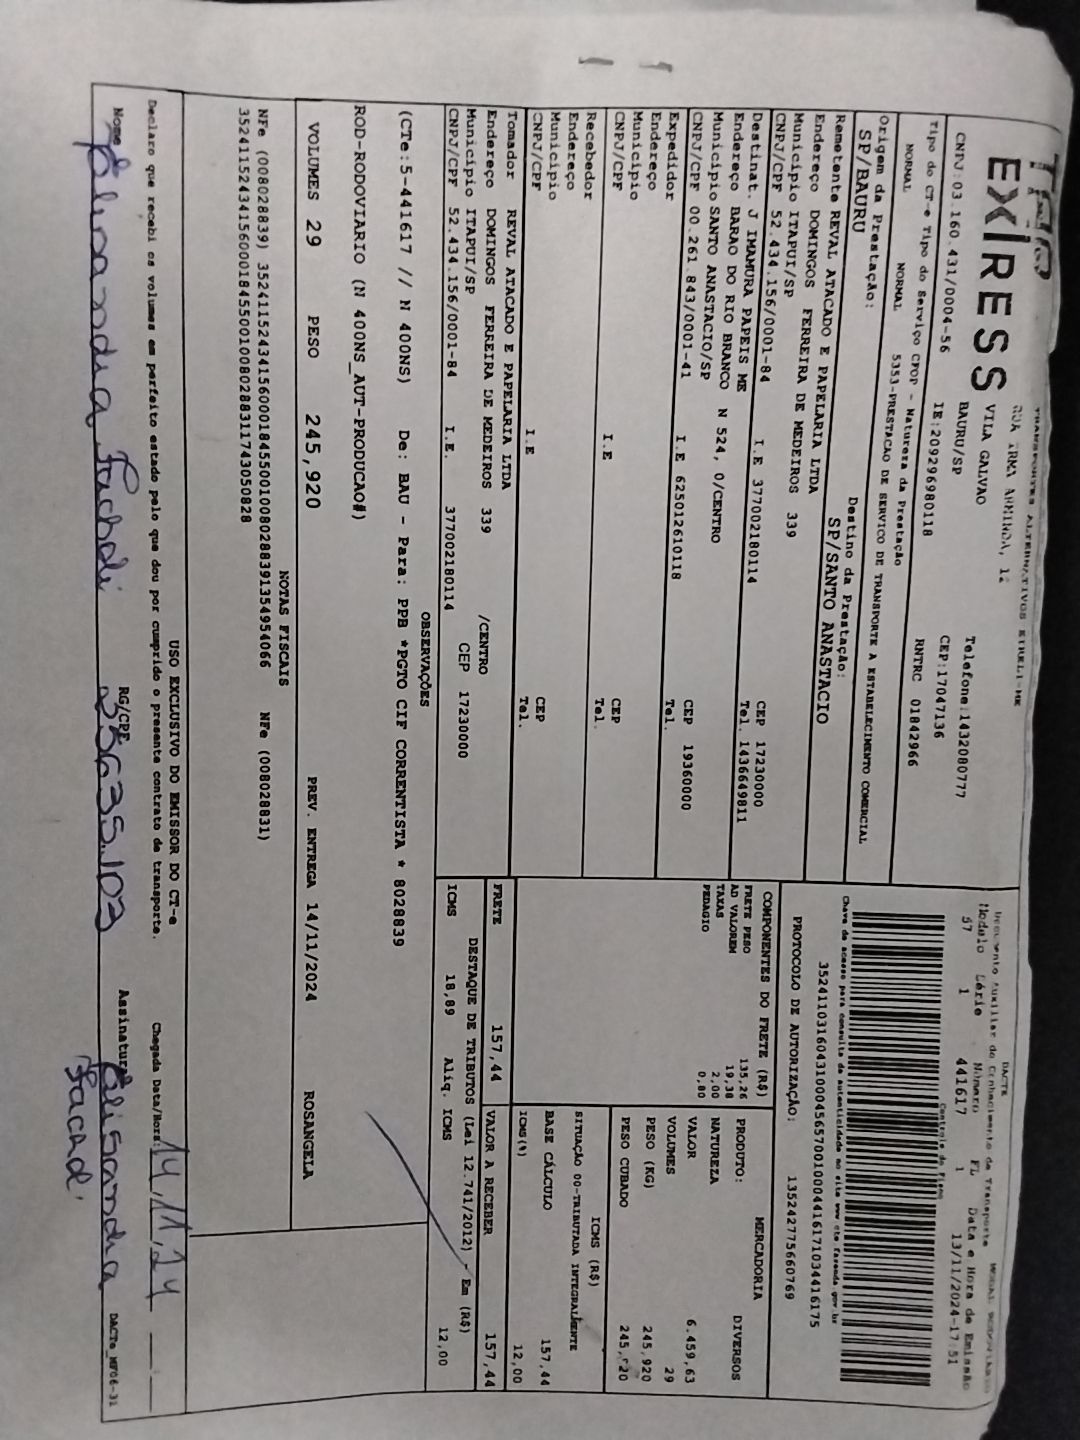 EXPRESS
TRANSPORTES ALTERNATIVOS EIRELI-ME
RUA IRMA ARMINDA, 12
VILA GALVAO
BAURU/SP
Telefone:1432080777
CEP:17047136
CNPJ:03.160.431/0004-56 IE:209296980118 RNTRC 01842966
Tipo do CT-e Tipo do Serviço CFOP - Natureza da Prestação
NORMAL NORMAL 5353-PRESTACAO DE SERVICO DE TRANSPORTE A ESTABELECIMENTO COMERCIAL
Origem da Prestação: Destino da Prestação:
SP/BAURU SP/SANTO ANASTACIO
DACTE
Documento Auxiliar do Conhecimento de Transporte
Modelo Série Número FL Data e Hora de Emissão
57 1 441617 1 13/11/2024-17:51
Controle do Fisco
Chave de acesso para consulta de autenticidade no site www.cte.fazenda.gov.br
35241103160431000456570010004416171034416175
PROTOCOLO DE AUTORIZAÇÃO: 135242775660769
Remetente REVAL ATACADO E PAPELARIA LTDA
Endereço DOMINGOS FERREIRA DE MEDEIROS 339
Município ITAPUI/SP CEP 17230000
CNPJ/CPF 52.434.156/0001-84 I.E 377002180114 Tel. 1436649811
Destinat. J IMAMURA PAPEIS ME
Endereço BARAO DO RIO BRANCO N 524, 0/CENTRO
Município SANTO ANASTACIO/SP CEP 19360000
CNPJ/CPF 00.261.843/0001-41 I.E 625012610118 Tel.
Expedidor
Endereço
Município CEP
CNPJ/CPF I.E Tel.
Recebedor
Endereço
Município CEP
CNPJ/CPF I.E Tel.
Tomador REVAL ATACADO E PAPELARIA LTDA
Endereço DOMINGOS FERREIRA DE MEDEIROS 339 /CENTRO
Município ITAPUI/SP CEP 17230000
CNPJ/CPF 52.434.156/0001-84 I.E. 377002180114
COMPONENTES DO FRETE (R$)
FRETE PESO 135,26
AD VALOREM 19,38
TAXAS 2,00
PEDAGIO 0,80
MERCADORIA
PRODUTO: DIVERSOS
NATUREZA
VALOR 6.459,63
VOLUMES 29
PESO (KG) 245,920
PESO CUBADO 245,920
ICMS (R$)
SITUAÇÃO 00-TRIBUTADA INTEGRALMENTE
BASE CÁLCULO 157,44
ICMS(%) 12,00
FRETE 157,44 VALOR A RECEBER 157,44
DESTAQUE DE TRIBUTOS (Lei 12.741/2012) - Em (R$)
ICMS 18,89 Aliq. ICMS 12,00
OBSERVAÇÕES
(CTe:5-441617 // N 400NS) De: BAU - Para: PPB *PGTO CIF CORRENTISTA * 8028839
ROD-RODOVIARIO (N 400NS_AUT-PRODUCAO#)
VOLUMES 29 PESO 245,920 PREV. ENTREGA 14/11/2024 ROSANGELA
NOTAS FISCAIS
NFe (008028839) 35241152434156000184550010080288391354954066 NFe (008028831)
35241152434156000184550010080288311743050828
USO EXCLUSIVO DO EMISSOR DO CT-e
Declaro que recebi os volumes em perfeito estado pelo que dou por cumprido o presente contrato de transporte. Chegada Data/Hora: 14/11/24
Nome RG/CPF 23635.103 Assinatura DACTe_MF06-31